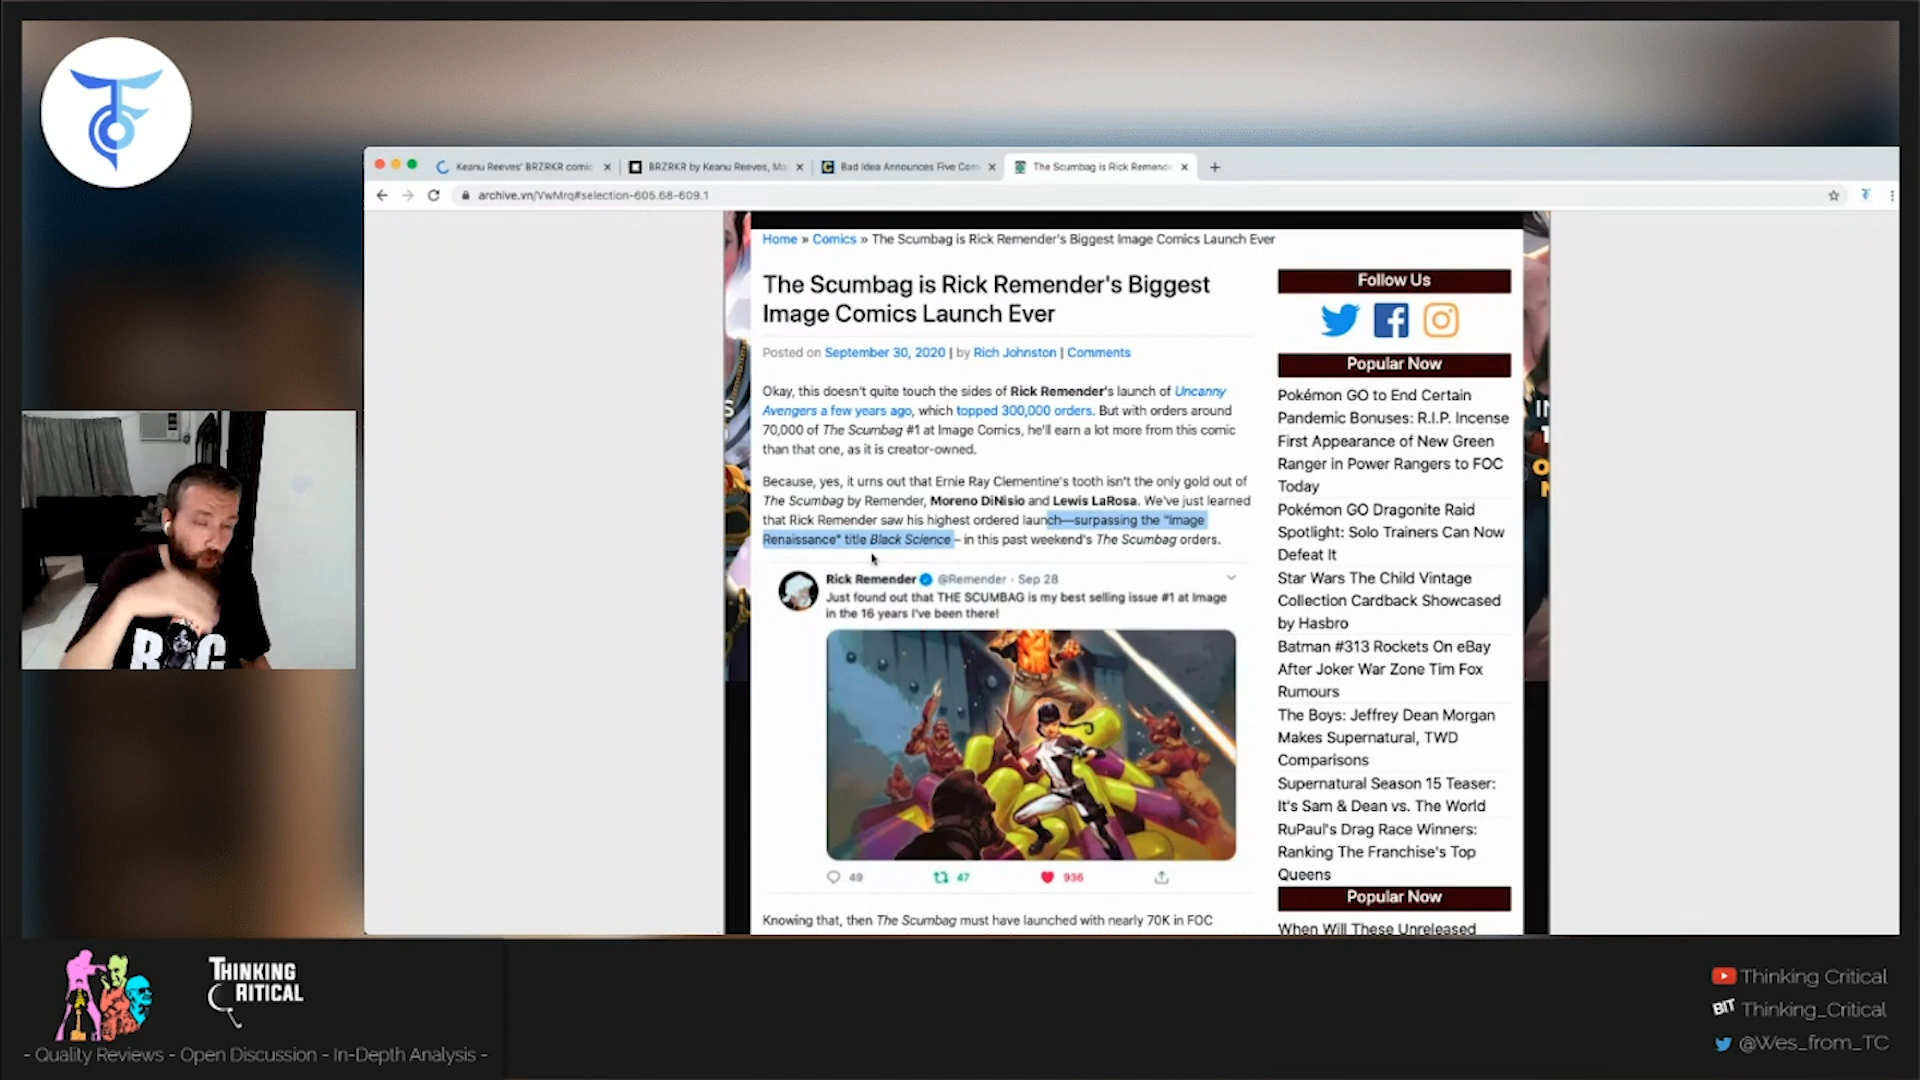 Keanu Reeves' BRZRKR comic
BRZRKR by Keanu Reeves, Ma
Bad Idea Announces Five Com
The Scumbag is Rick Remende
archive.vn/VwMrq#selection-605.68-609.1
Home » Comics » The Scumbag is Rick Remender's Biggest Image Comics Launch Ever
The Scumbag is Rick Remender's Biggest
Image Comics Launch Ever
Posted on September 30, 2020 | by Rich Johnston | Comments
Okay, this doesn't quite touch the sides of Rick Remender's launch of Uncanny
Avengers a few years ago, which topped 300,000 orders. But with orders around
70,000 of The Scumbag #1 at Image Comics, he'll earn a lot more from this comic
than that one, as it is creator-owned.
Because, yes, it urns out that Ernie Ray Clementine's tooth isn't the only gold out of
The Scumbag by Remender, Moreno DiNisio and Lewis LaRosa. We've just learned
that Rick Remender saw his highest ordered launch—surpassing the "Image
Renaissance" title Black Science – in this past weekend's The Scumbag orders.
Rick Remender @Remender · Sep 28
Just found out that THE SCUMBAG is my best selling issue #1 at Image
in the 16 years I've been there!
49 47 936
Knowing that, then The Scumbag must have launched with nearly 70K in FOC
Follow Us
Popular Now
Pokémon GO to End Certain
Pandemic Bonuses: R.I.P. Incense
First Appearance of New Green
Ranger in Power Rangers to FOC
Today
Pokémon GO Dragonite Raid
Spotlight: Solo Trainers Can Now
Defeat It
Star Wars The Child Vintage
Collection Cardback Showcased
by Hasbro
Batman #313 Rockets On eBay
After Joker War Zone Tim Fox
Rumours
The Boys: Jeffrey Dean Morgan
Makes Supernatural, TWD
Comparisons
Supernatural Season 15 Teaser:
It's Sam & Dean vs. The World
RuPaul's Drag Race Winners:
Ranking The Franchise's Top
Queens
Popular Now
When Will These Unreleased
THINKING
CRITICAL
- Quality Reviews - Open Discussion - In-Depth Analysis -
Thinking Critical
BIT Thinking_Critical
@Wes_from_TC